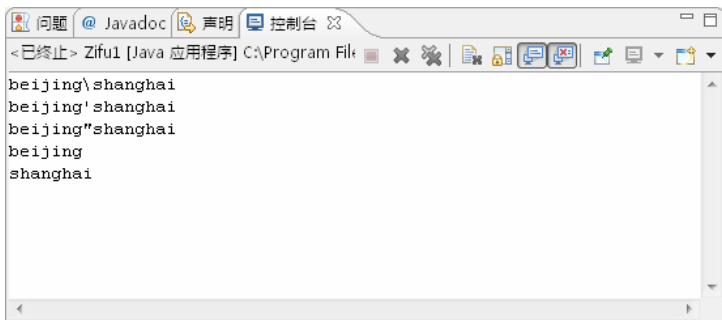 问题 @ Javadoc 声明 控制台
<已终止> Zifu1 [Java 应用程序] C:\Program File
beijing\shanghai
beijing'shanghai
beijing"shanghai
beijing
shanghai